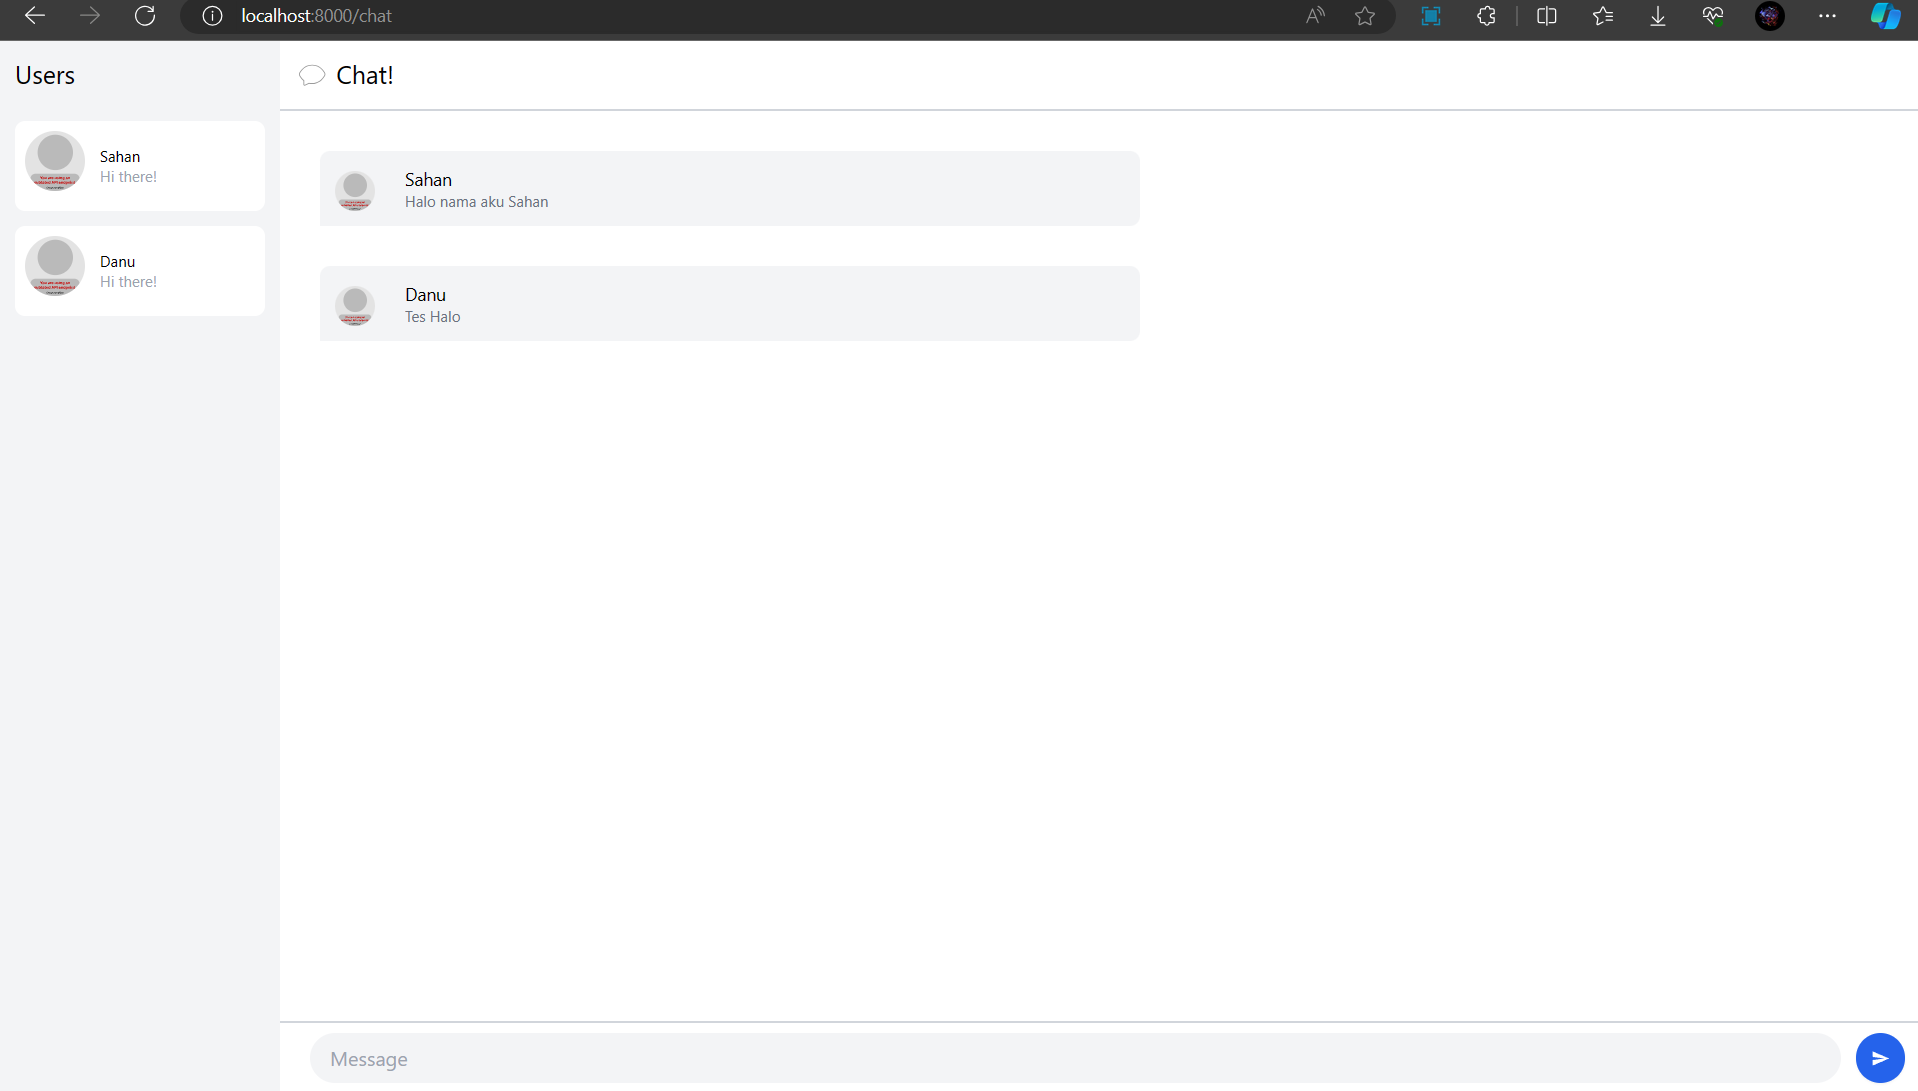 localhost:8000/chat
Users
Chat!
Sahan
Hi there!
Danu
Hi there!
Sahan
Halo nama aku Sahan
Danu
Tes Halo
Message